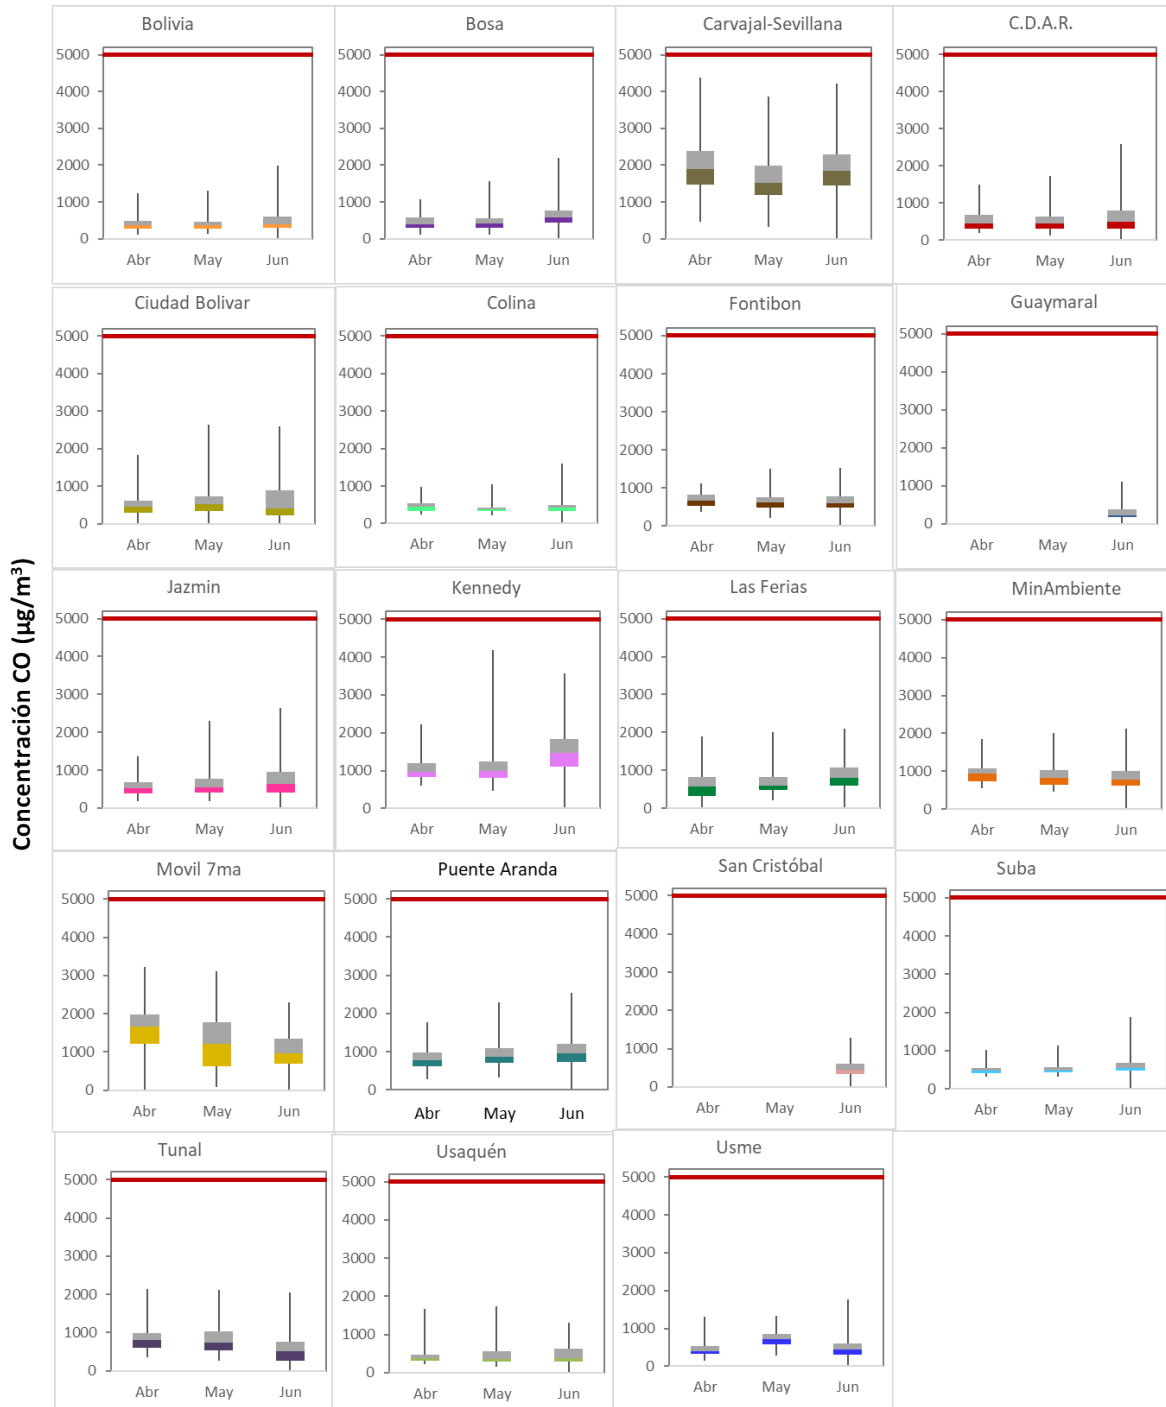 Concentración CO (µg/m³)
Bolivia
5000
4000
3000
2000
1000
0
Abr May Jun
Bosa
5000
4000
3000
2000
1000
0
Abr May Jun
Carvajal-Sevillana
5000
4000
3000
2000
1000
0
Abr May Jun
C.D.A.R.
5000
4000
3000
2000
1000
0
Abr May Jun
Ciudad Bolivar
5000
4000
3000
2000
1000
0
Abr May Jun
Colina
5000
4000
3000
2000
1000
0
Abr May Jun
Fontibon
5000
4000
3000
2000
1000
0
Abr May Jun
Guaymaral
5000
4000
3000
2000
1000
0
Abr May Jun
Jazmin
5000
4000
3000
2000
1000
0
Abr May Jun
Kennedy
5000
4000
3000
2000
1000
0
Abr May Jun
Las Ferias
5000
4000
3000
2000
1000
0
Abr May Jun
MinAmbiente
5000
4000
3000
2000
1000
0
Abr May Jun
Movil 7ma
5000
4000
3000
2000
1000
0
Abr May Jun
Puente Aranda
5000
4000
3000
2000
1000
0
Abr May Jun
San Cristóbal
5000
4000
3000
2000
1000
0
Abr May Jun
Suba
5000
4000
3000
2000
1000
0
Abr May Jun
Tunal
5000
4000
3000
2000
1000
0
Abr May Jun
Usaquén
5000
4000
3000
2000
1000
0
Abr May Jun
Usme
5000
4000
3000
2000
1000
0
Abr May Jun